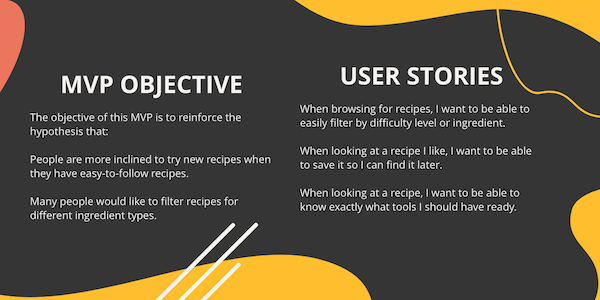 MVP OBJECTIVE
The objective of this MVP is to reinforce the
hypothesis that:
People are more inclined to try new recipes when
they have easy-to-follow recipes.
Many people would like to filter recipes for
different ingredient types.
USER STORIES
When browsing for recipes, I want to be able to
easily filter by difficulty level or ingredient.
When looking at a recipe I like, I want to be able
to save it so I can find it later.
When looking at a recipe, I want to be able to
know exactly what tools I should have ready.